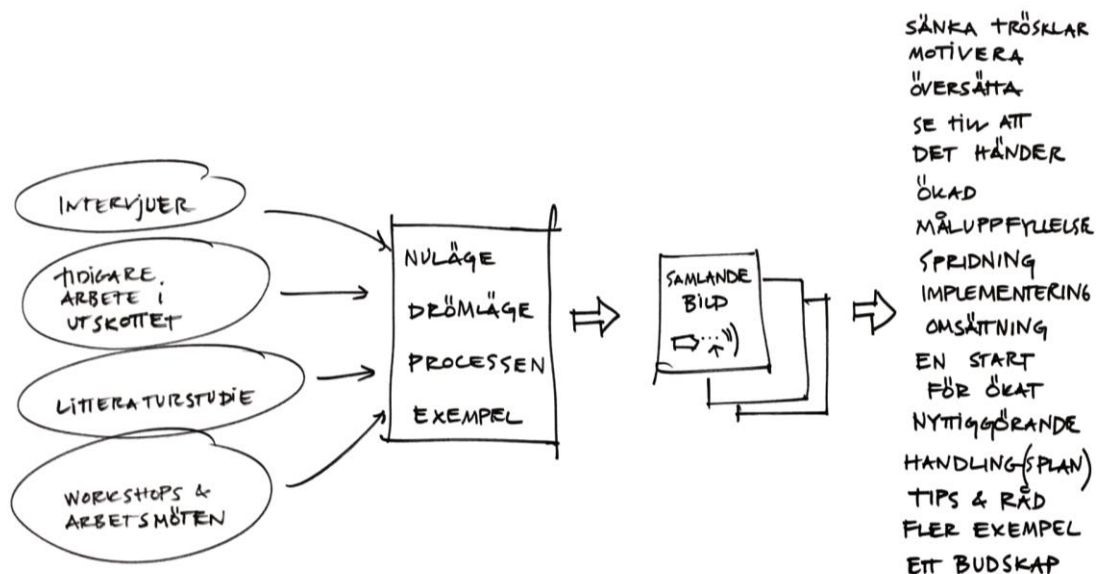 INTERVJUER
TIDIGARE.
ARBETE I
UTSKOTTET
LITTERATURSTUDIE
WORKSHOPS &
ARBETSMÖTEN
NULÄGE
DRÖMLÄGE
PROCESSEN
EXEMPEL
SAMLANDE
BILD
SÄNKA TRÖSKLAR
MOTIVERA
ÖVERSÄTTA
SE TILL ATT
DET HÄNDER
ÖKAD
MÅLUPPFYLLELSE
SPRIDNING
IMPLEMENTERING
OMSÄTTNING
EN START
FÖR ÖKAT
NYTTIGGÖRANDE
HANDLING(SPLAN)
TIPS & RÅD
FLER EXEMPEL
ETT BUDSKAP